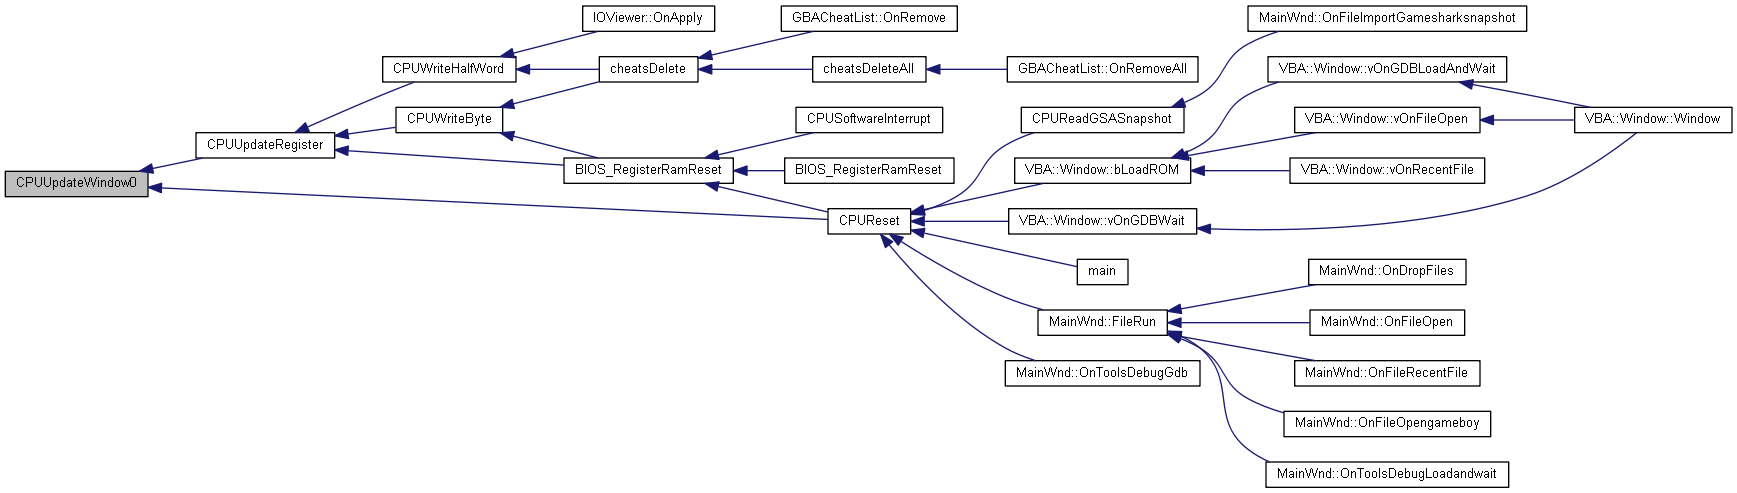 IOViewer::OnApply
GBACheatList::OnRemove
MainWnd::OnFileImportGamesharksnapshot
CPUWriteHalfWord
cheatsDelete
cheatsDeleteAll
GBACheatList::OnRemoveAll
VBA::Window::vOnGDBLoadAndWait
CPUWriteByte
CPUSoftwareInterrupt
CPUReadGSASnapshot
VBA::Window::vOnFileOpen
VBA::Window::Window
CPUUpdateRegister
BIOS_RegisterRamReset
BIOS_RegisterRamReset
VBA::Window::bLoadROM
VBA::Window::vOnRecentFile
CPUUpdateWindow0
CPUReset
VBA::Window::vOnGDBWait
main
MainWnd::OnDropFiles
MainWnd::FileRun
MainWnd::OnFileOpen
MainWnd::OnToolsDebugGdb
MainWnd::OnFileRecentFile
MainWnd::OnFileOpengameboy
MainWnd::OnToolsDebugLoadandwait